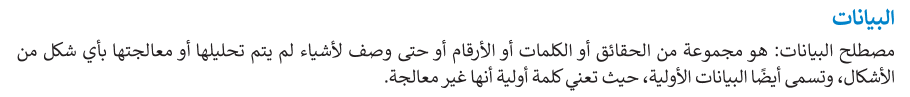 البيانات
مصطلح البيانات: هو مجموعة من الحقائق أو الكلمات أو الأرقام أو حتى وصف لأشياء لم يتم تحليلها أو معالجتها بأي شكل من
الأشكال، وتسمى أيضًا البيانات الأولية، حيث تعني كلمة أولية أنها غير معالجة.